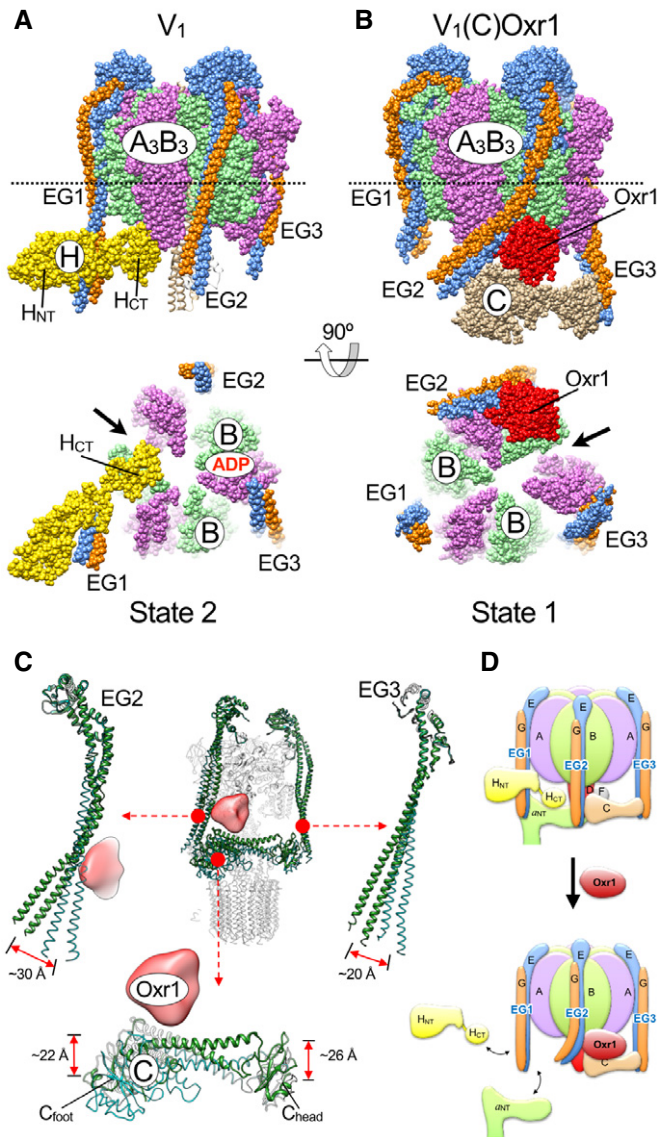 A
V₁
A₃B₃
EG1
H
HNT
HCT
EG2
EG3
B
V₁(C)Oxr1
A₃B₃
EG1
Oxr1
EG2
C
EG3
90º
EG2
HCT
B
ADP
B
EG1
EG3
State 2
EG2
Oxr1
B
EG1
B
EG3
State 1
C
EG2
EG3
~30 Å
~20 Å
Oxr1
~22 Å
C
~26 Å
Cfoot
Chead
D
E
E
E
G
G
G
A
B
A
EG1
EG2
EG3
HNT
HCT
D
F
aNT
C
Oxr1
E
E
E
G
G
G
A
B
A
EG1
EG2
EG3
HNT
HCT
Oxr1
C
aNT